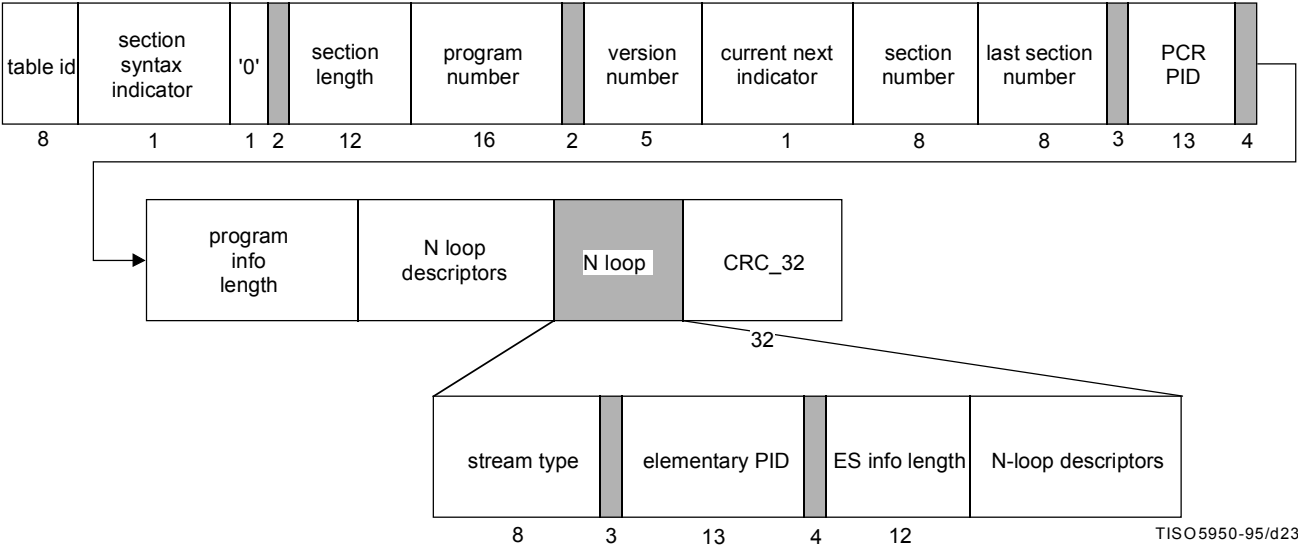 table id
section
syntax
indicator
'0'
section
length
program
number
version
number
current next
indicator
section
number
last section
number
PCR
PID
8
1
1
2
12
16
2
5
1
8
8
3
13
4
program
info
length
N loop
descriptors
N loop
CRC_32
32
stream type
elementary PID
ES info length
N-loop descriptors
8
3
13
4
12
TISO5950-95/d23